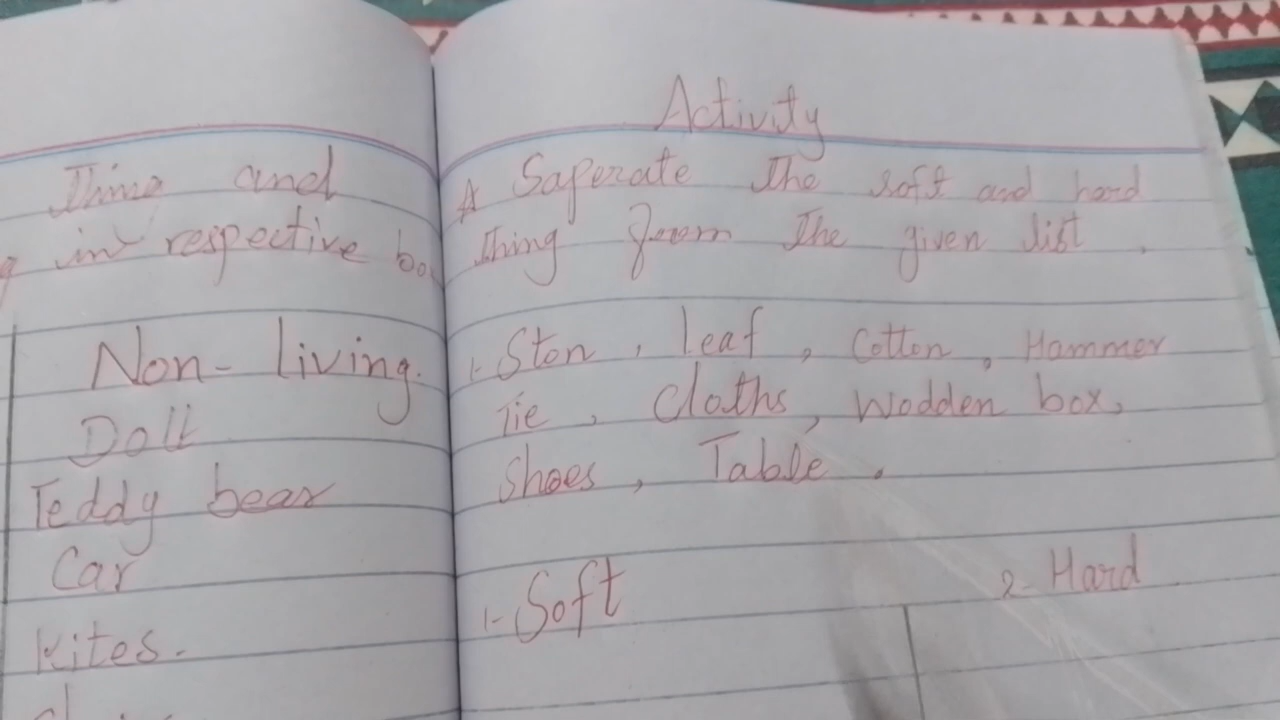 Thing and
in respective
Non-living.
Doll
Teddy bear
Car
Kites.
Activity
A Saperate the soft and hard
thing from the given list.
1- Ston, leaf, Cotton, Hammer
Tie, Cloths, Wodden box,
Shoes, Table.
1- Soft
2- Hard